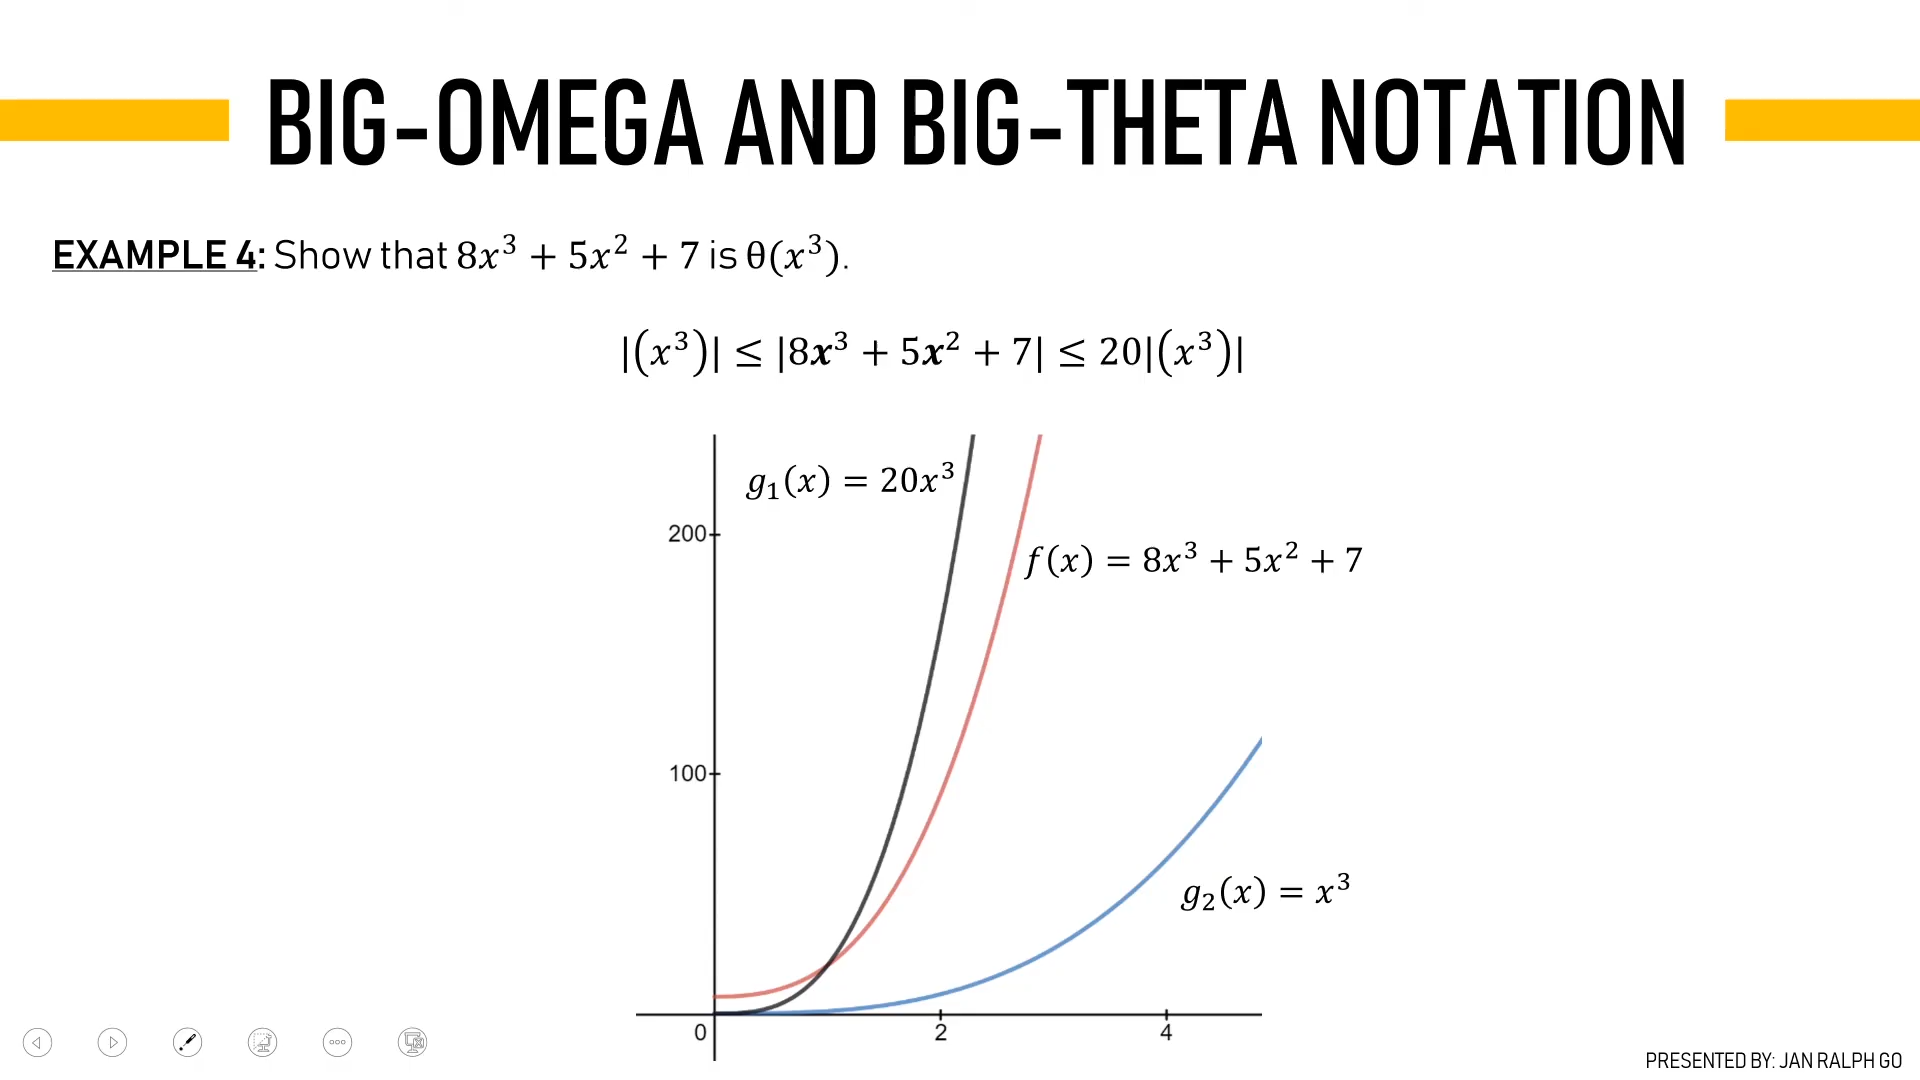 BIG-OMEGA AND BIG-THETA NOTATION
EXAMPLE 4: Show that 8x³ + 5x² + 7 is θ(x³).
|(x³)| ≤ |8x³ + 5x² + 7| ≤ 20|(x³)|
g₁(x) = 20x³
200
f(x) = 8x³ + 5x² + 7
100
g₂(x) = x³
0 2 4
PRESENTED BY: JAN RALPH GO